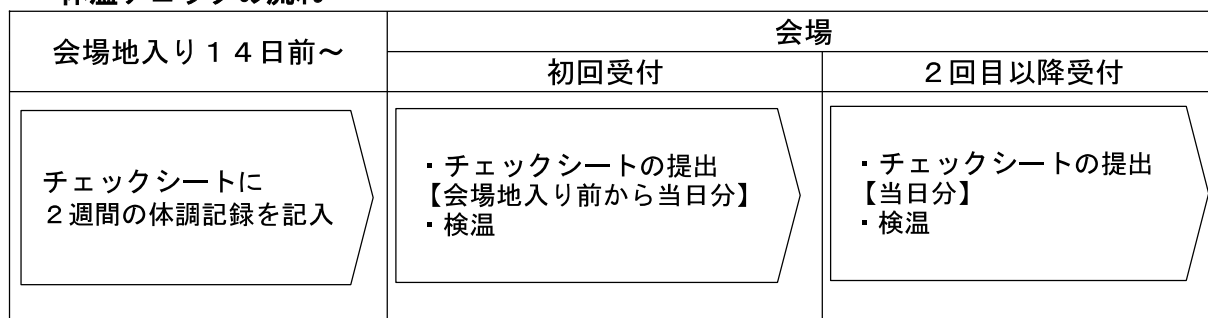 会場地入り１４日前～
会場
初回受付
２回目以降受付
チェックシートに
２週間の体調記録を記入
・チェックシートの提出
【会場地入り前から当日分】
・検温
・チェックシートの提出
【当日分】
・検温